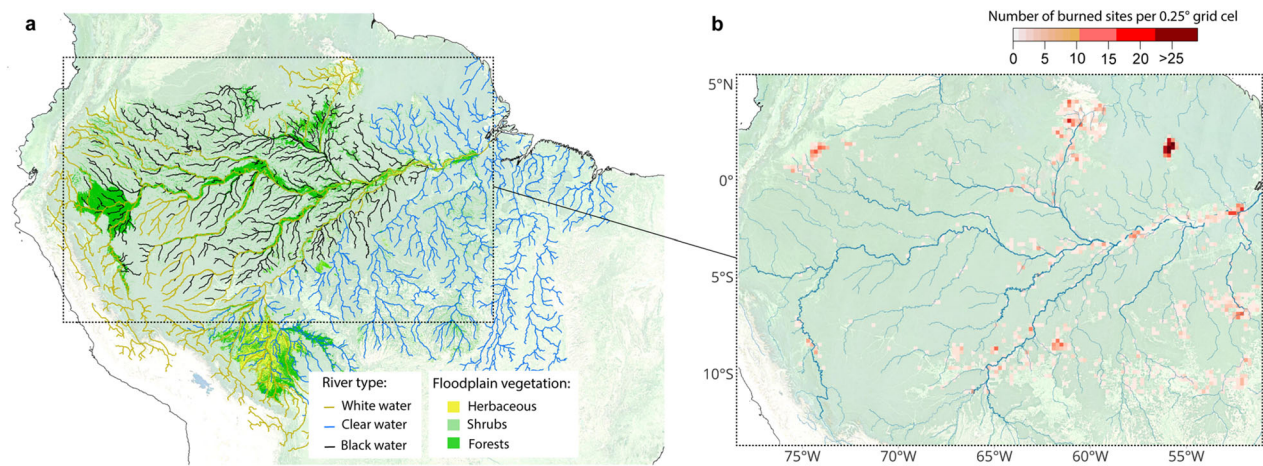 a
River type:
White water
Clear water
Black water
Floodplain vegetation:
Herbaceous
Shrubs
Forests
b
Number of burned sites per 0.25° grid cel
0 5 10 15 20 >25
5°N
0°
5°S
10°S
75°W 70°W 65°W 60°W 55°W